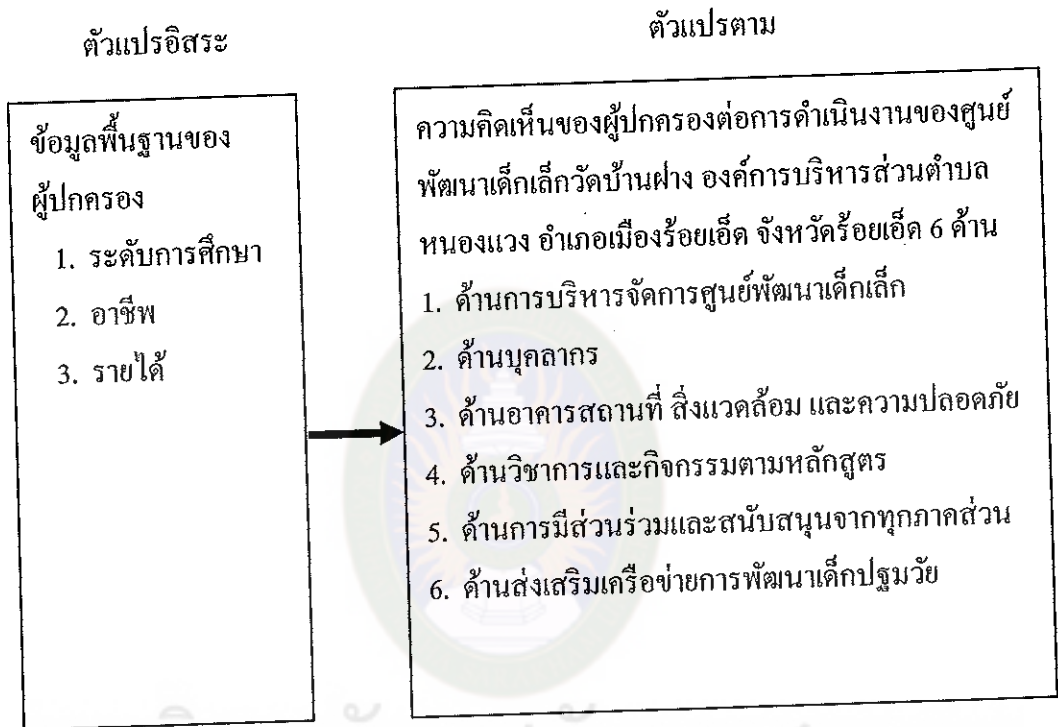 ตัวแปรอิสระ
ตัวแปรตาม
ข้อมูลพื้นฐานของ
ผู้ปกครอง
1. ระดับการศึกษา
2. อาชีพ
3. รายได้
ความคิดเห็นของผู้ปกครองต่อการดำเนินงานของศูนย์
พัฒนาเด็กเล็กวัดบ้านฝาง องค์การบริหารส่วนตำบล
หนองแวง อำเภอเมืองร้อยเอ็ด จังหวัดร้อยเอ็ด 6 ด้าน
1. ด้านการบริหารจัดการศูนย์พัฒนาเด็กเล็ก
2. ด้านบุคลากร
3. ด้านอาคารสถานที่ สิ่งแวดล้อม และความปลอดภัย
4. ด้านวิชาการและกิจกรรมตามหลักสูตร
5. ด้านการมีส่วนร่วมและสนับสนุนจากทุกภาคส่วน
6. ด้านส่งเสริมเครือข่ายการพัฒนาเด็กปฐมวัย